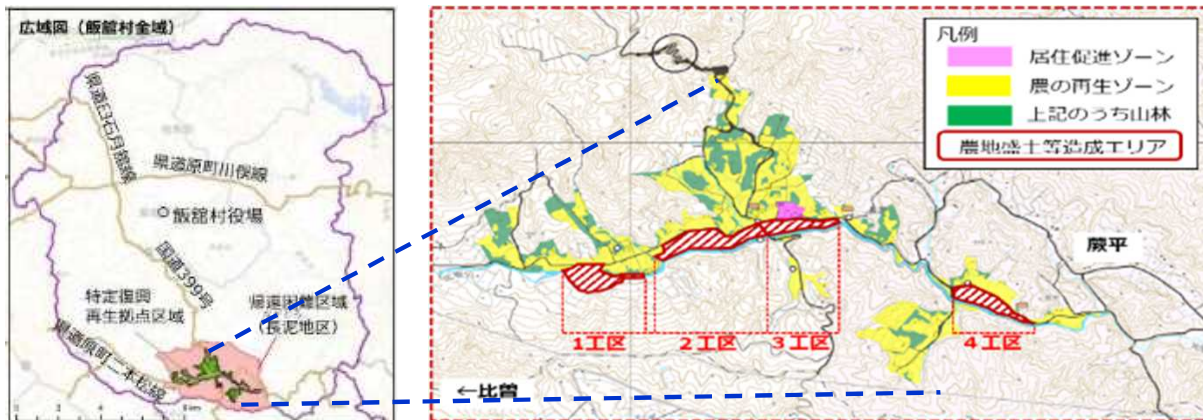 広域図（飯舘村全域）
県道臼石月舘線
県道原町川俣線
飯舘村役場
国道399号
特定復興
再生拠点区域
帰還困難区域
（長泥地区）
県道原町二本松線
凡例
居住促進ゾーン
農の再生ゾーン
上記のうち山林
農地盛土等造成エリア
蕨平
1工区
2工区
3工区
4工区
←比曽